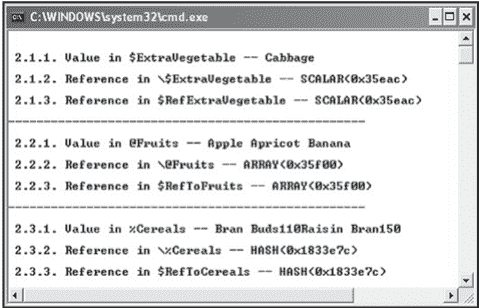 C:\WINDOWS\system32\cmd.exe
2.1.1. Value in $ExtraVegetable -- Cabbage
2.1.2. Reference in \$ExtraVegetable -- SCALAR(0x35eac)
2.1.3. Reference in $RefExtraVegetable -- SCALAR(0x35eac)
--------------------------------------------------
2.2.1. Value in @Fruits -- Apple Apricot Banana
2.2.2. Reference in \@Fruits -- ARRAY(0x35f00)
2.2.3. Reference in $RefToFruits -- ARRAY(0x35f00)
--------------------------------------------------
2.3.1. Value in %Cereals -- Bran Buds110Raisin Bran150
2.3.2. Reference in \%Cereals -- HASH(0x1833e7c)
2.3.3. Reference in $RefToCereals -- HASH(0x1833e7c)